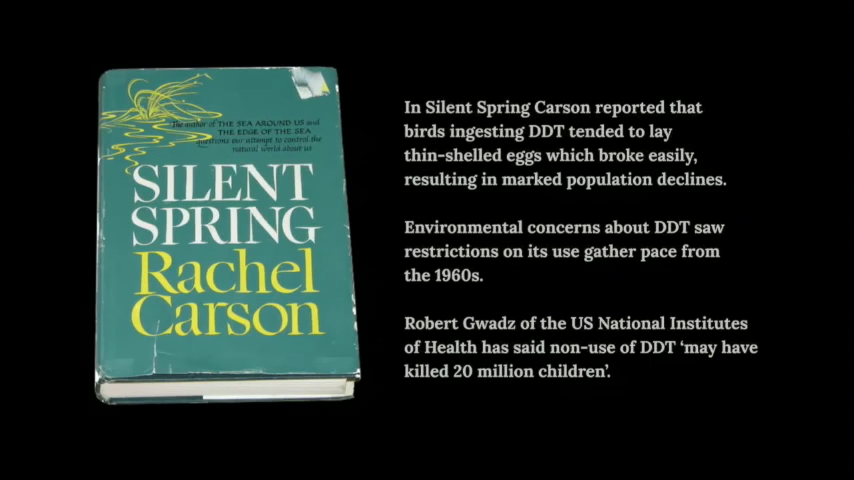 The author of THE SEA AROUND US and
THE EDGE OF THE SEA
questions our attempt to control the
natural world about us
SILENT
SPRING
Rachel
Carson
In Silent Spring Carson reported that
birds ingesting DDT tended to lay
thin-shelled eggs which broke easily,
resulting in marked population declines.
Environmental concerns about DDT saw
restrictions on its use gather pace from
the 1960s.
Robert Gwadz of the US National Institutes
of Health has said non-use of DDT ‘may have
killed 20 million children’.